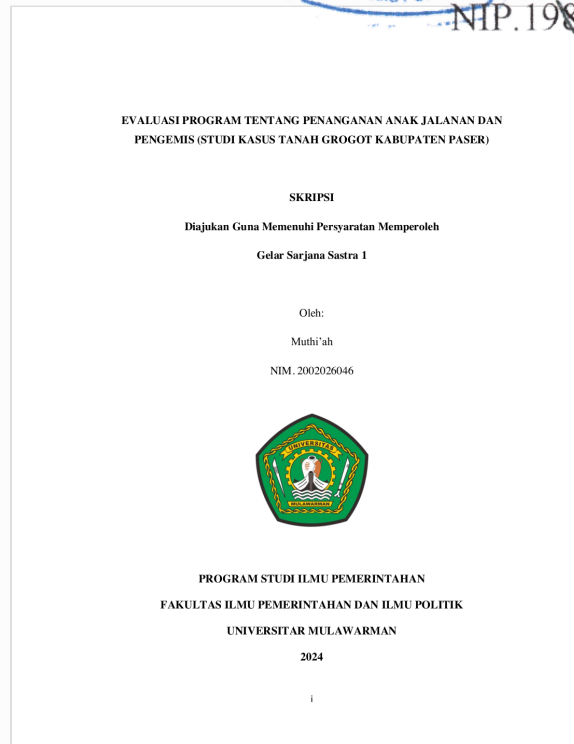 NIP. 198
EVALUASI PROGRAM TENTANG PENANGANAN ANAK JALANAN DAN
PENGEMIS (STUDI KASUS TANAH GROGOT KABUPATEN PASER)
SKRIPSI
Diajukan Guna Memenuhi Persyaratan Memperoleh
Gelar Sarjana Sastra 1
Oleh:
Muthi’ah
NIM. 2002026046
UNIVERSITAS
MULAWARMAN
PROGRAM STUDI ILMU PEMERINTAHAN
FAKULTAS ILMU PEMERINTAHAN DAN ILMU POLITIK
UNIVERSITAR MULAWARMAN
2024
i